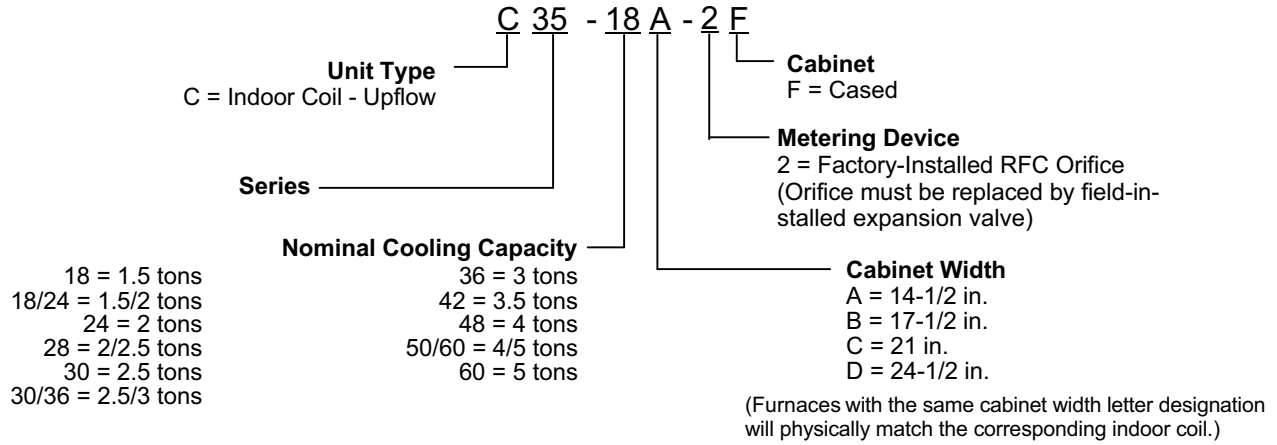 C 35 - 18 A - 2 F
Unit Type
C = Indoor Coil - Upflow
Series
Nominal Cooling Capacity
18 = 1.5 tons
18/24 = 1.5/2 tons
24 = 2 tons
28 = 2/2.5 tons
30 = 2.5 tons
30/36 = 2.5/3 tons
36 = 3 tons
42 = 3.5 tons
48 = 4 tons
50/60 = 4/5 tons
60 = 5 tons
Cabinet
F = Cased
Metering Device
2 = Factory-Installed RFC Orifice
(Orifice must be replaced by field-in-
stalled expansion valve)
Cabinet Width
A = 14-1/2 in.
B = 17-1/2 in.
C = 21 in.
D = 24-1/2 in.
(Furnaces with the same cabinet width letter designation
will physically match the corresponding indoor coil.)